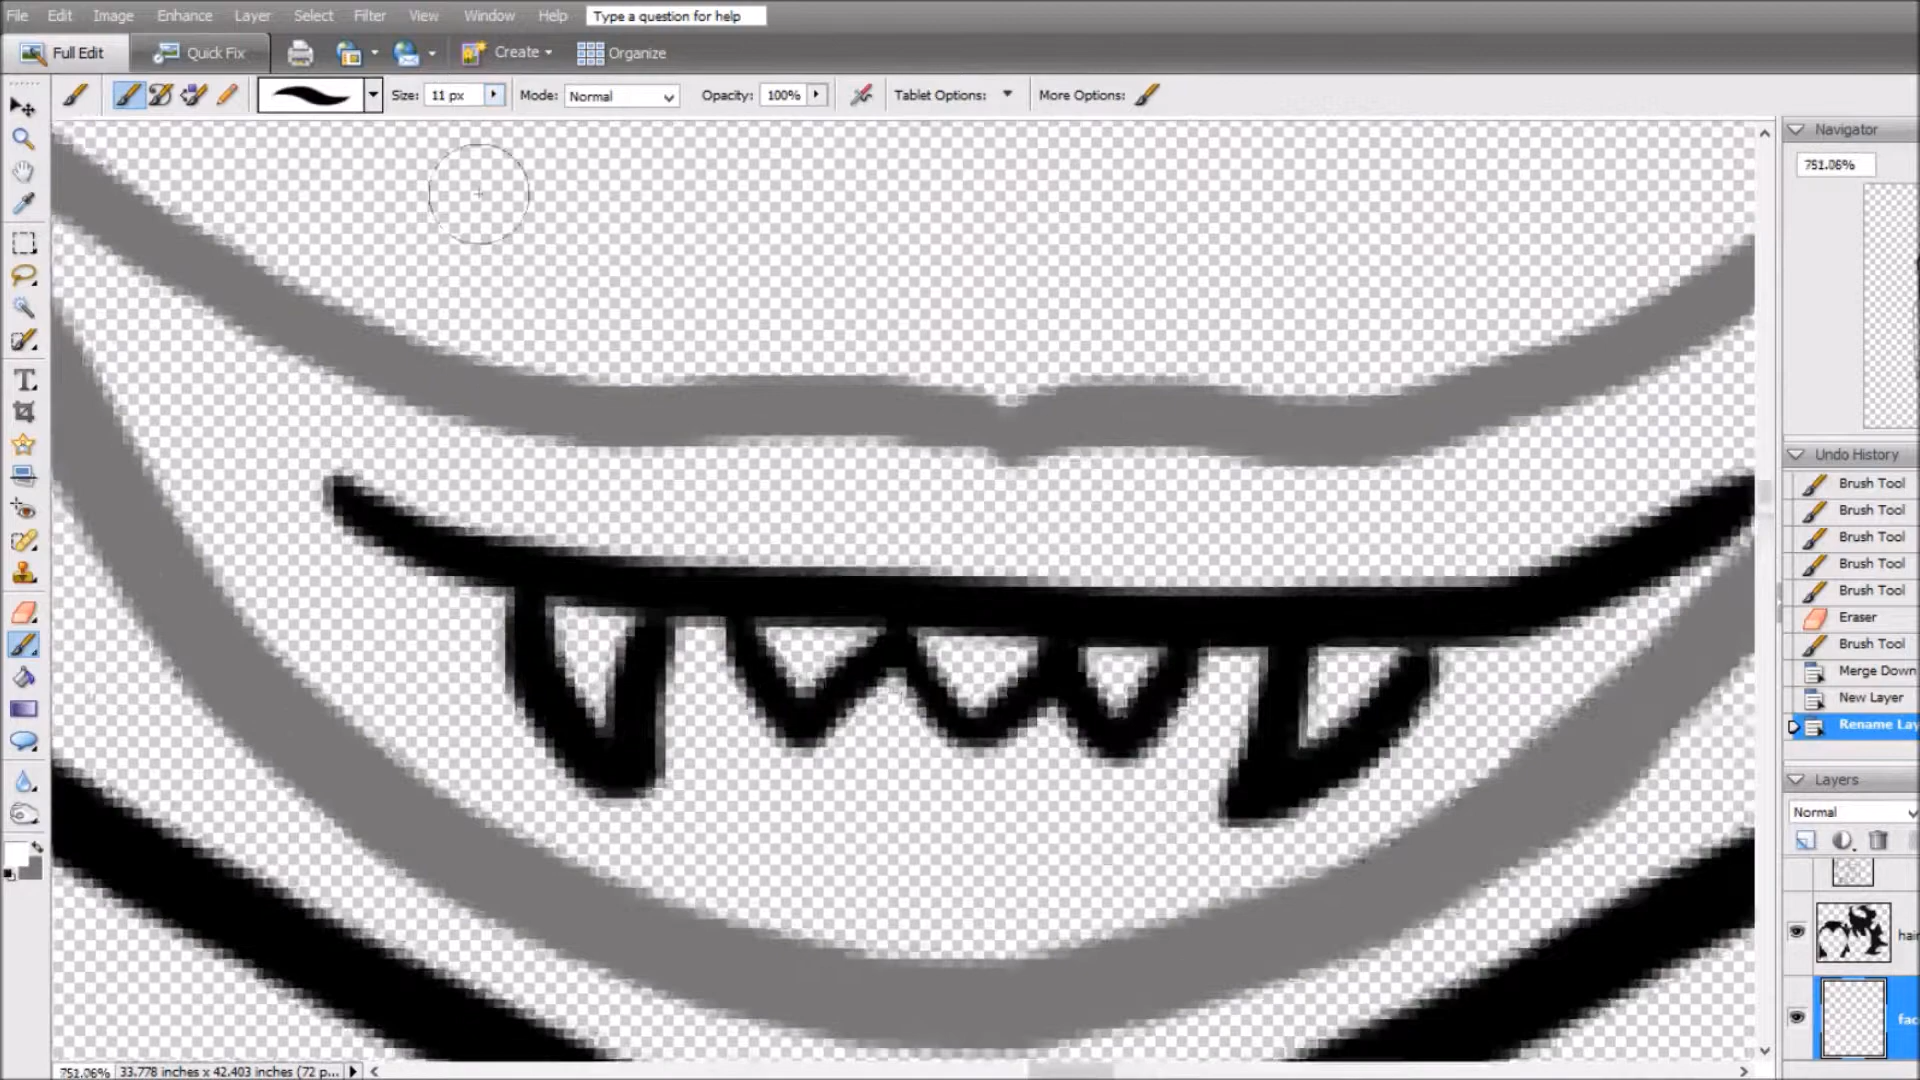 File Edit Image Enhance Layer Select Filter View Window Help Type a question for help
Full Edit Quick Fix Create Organize
Size: 11 px Mode: Normal Opacity: 100% Tablet Options: More Options:
Navigator
751.06%
Undo History
Brush Tool
Brush Tool
Brush Tool
Brush Tool
Brush Tool
Eraser
Brush Tool
Merge Down
New Layer
Rename Lay
Layers
Normal
hair
fac
751.06% 33.778 inches x 42.403 inches (72 p...